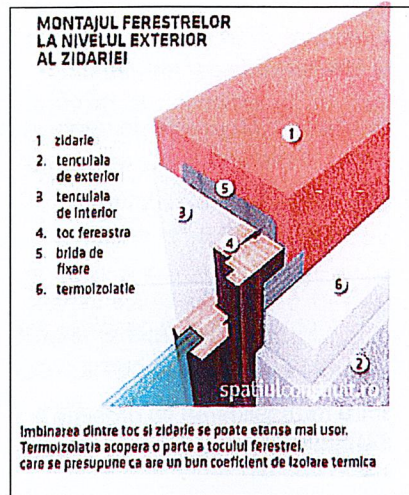 MONTAJUL FERESTRELOR
LA NIVELUL EXTERIOR
AL ZIDARIEI
1 zidarie
2. tencuiala
de exterior
3 tencuiala
de interior
4. toc fereastra
5 brida de
fixare
6. termoizolatie
1
5
3
4
6
2
spatiulconstruit.ro
Imbinarea dintre toc si zidarie se poate etansa mai usor.
Termoizolatia acopera o parte a tocului ferestrei,
care se presupune ca are un bun coeficient de izolare termica